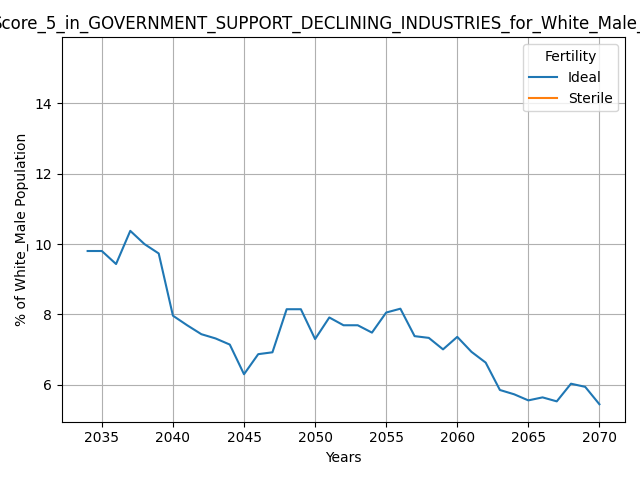 Score_5_in_GOVERNMENT_SUPPORT_DECLINING_INDUSTRIES_for_White_Male_
Fertility
Ideal
Sterile
14
12
10
8
6
% of White_Male Population
2035 2040 2045 2050 2055 2060 2065 2070
Years